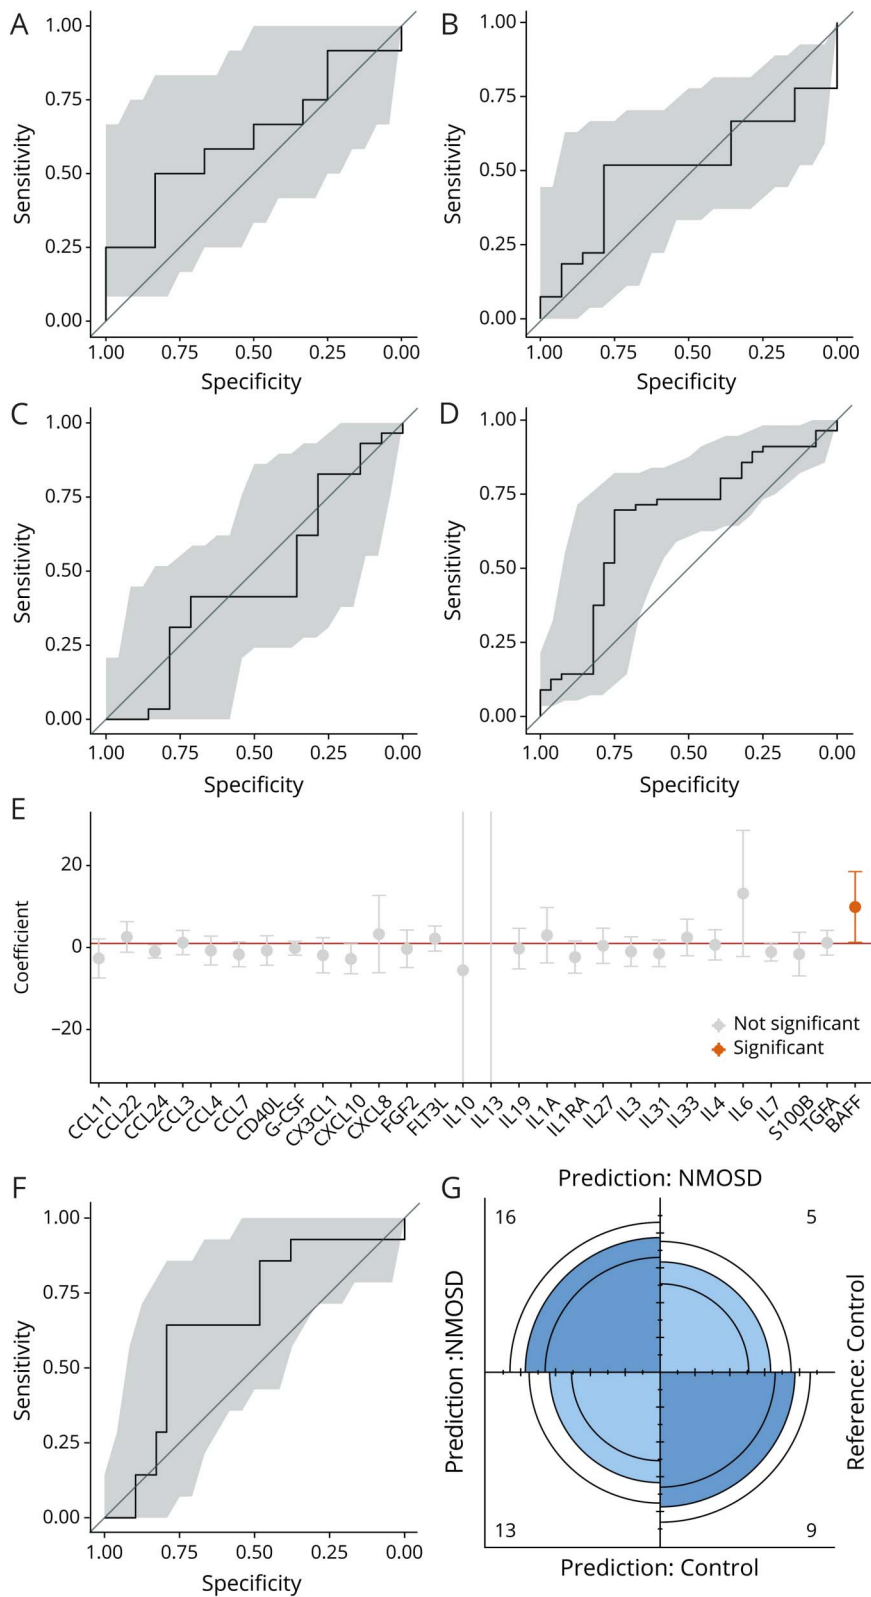 A
1.00
0.75
0.50
0.25
0.00
Sensitivity
1.00 0.75 0.50 0.25 0.00
Specificity
B
1.00
0.75
0.50
0.25
0.00
Sensitivity
1.00 0.75 0.50 0.25 0.00
Specificity
C
1.00
0.75
0.50
0.25
0.00
Sensitivity
1.00 0.75 0.50 0.25 0.00
Specificity
D
1.00
0.75
0.50
0.25
0.00
Sensitivity
1.00 0.75 0.50 0.25 0.00
Specificity
E
20
0
−20
Coefficient
Not significant
Significant
CCL11 CCL22 CCL24 CCL3 CCL4 CCL7 CD40L G-CSF CX3CL1 CXCL10 CXCL8 FGF2 FLT3L IL10 IL13 IL19 IL1A IL1RA IL27 IL3 IL31 IL33 IL4 IL6 IL7 S100B TGFA BAFF
F
1.00
0.75
0.50
0.25
0.00
Sensitivity
1.00 0.75 0.50 0.25 0.00
Specificity
G
Prediction: NMOSD
16 5
Prediction :NMOSD
Reference: Control
13 9
Prediction: Control